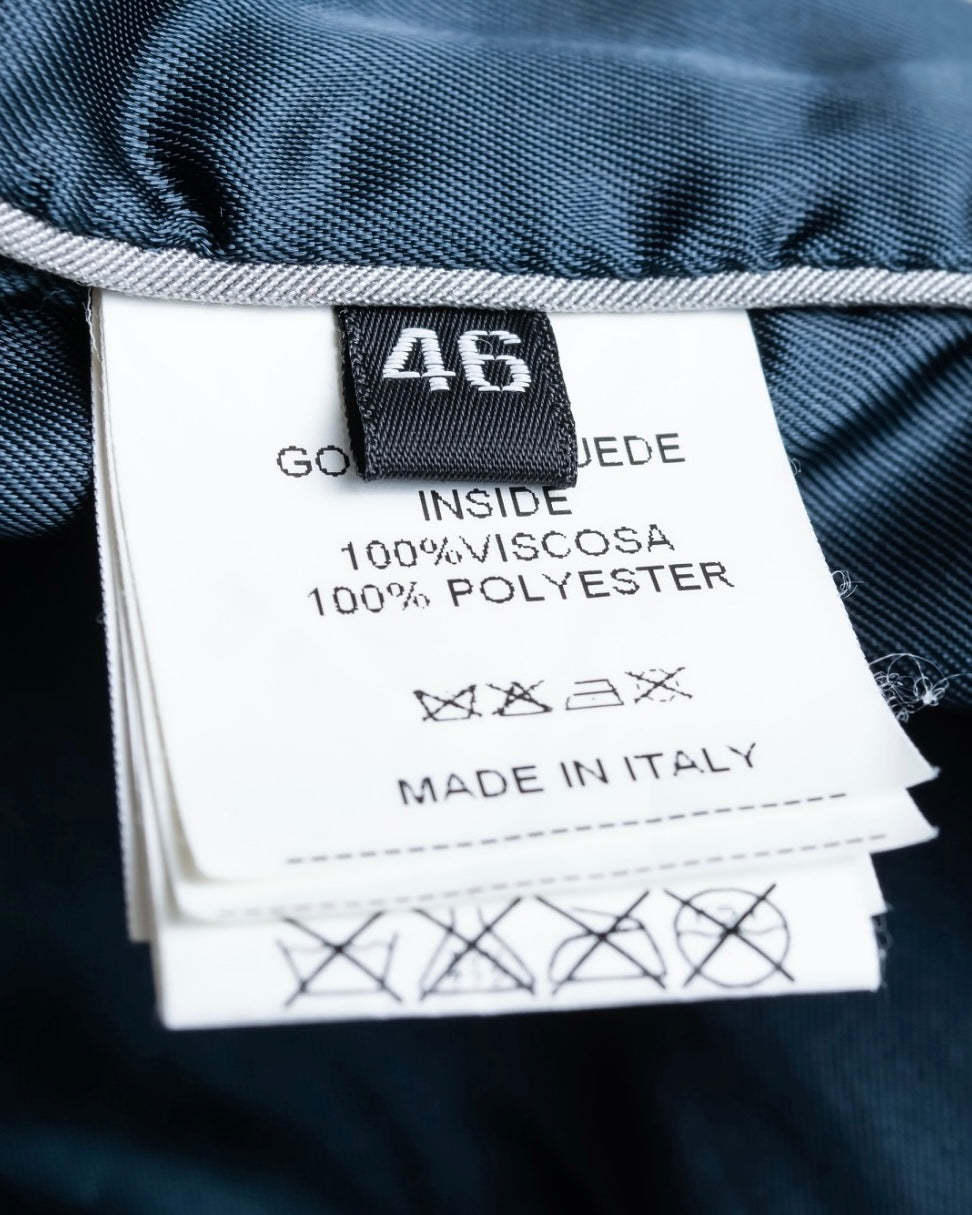 46
INSIDE
100%VISCOSA
100% POLYESTER
MADE IN ITALY